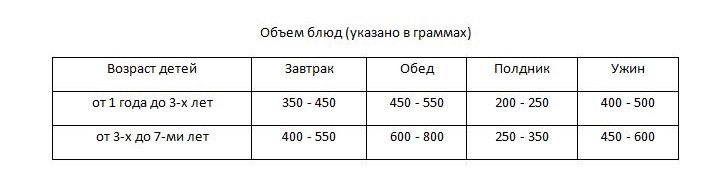 Объем блюд (указано в граммах)
Возраст детей Завтрак Обед Полдник Ужин
от 1 года до 3-х лет 350 - 450 450 - 550 200 - 250 400 - 500
от 3-х до 7-ми лет 400 - 550 600 - 800 250 - 350 450 - 600